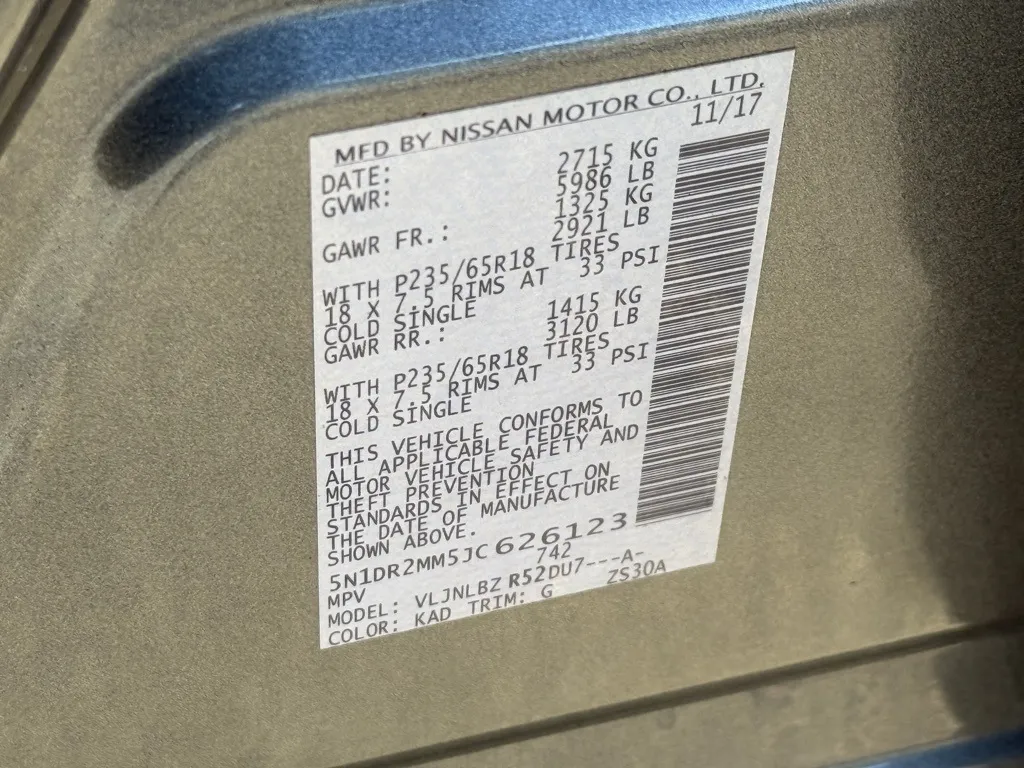 MFD BY NISSAN MOTOR CO., LTD.
DATE: 11/17
GVWR: 2715 KG
5986 LB
GAWR FR.: 1325 KG
2921 LB
WITH P235/65R18 TIRES
18 X 7.5 RIMS AT 33 PSI
COLD SINGLE
GAWR RR.: 1415 KG
3120 LB
WITH P235/65R18 TIRES
18 X 7.5 RIMS AT 33 PSI
COLD SINGLE
THIS VEHICLE CONFORMS TO
ALL APPLICABLE FEDERAL
MOTOR VEHICLE SAFETY AND
THEFT PREVENTION
STANDARDS IN EFFECT ON
THE DATE OF MANUFACTURE
SHOWN ABOVE.
5N1DR2MM5JC626123
MPV 742
MODEL: VLJNLBZ R52DU7---A-
COLOR: KAD TRIM: G ZS30A